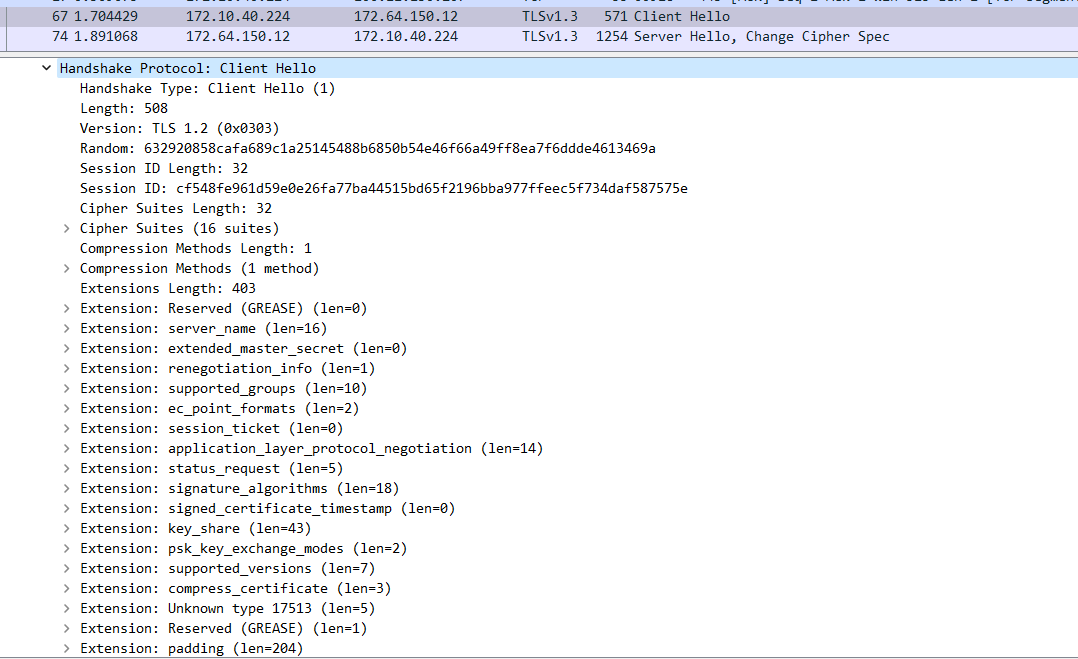 67 1.704429 172.10.40.224 172.64.150.12 TLSv1.3 571 Client Hello
74 1.891068 172.64.150.12 172.10.40.224 TLSv1.3 1254 Server Hello, Change Cipher Spec
Handshake Protocol: Client Hello
Handshake Type: Client Hello (1)
Length: 508
Version: TLS 1.2 (0x0303)
Random: 632920858cafa689c1a25145488b6850b54e46f66a49ff8ea7f6ddde4613469a
Session ID Length: 32
Session ID: cf548fe961d59e0e26fa77ba44515bd65f2196bba977ffeec5f734daf587575e
Cipher Suites Length: 32
Cipher Suites (16 suites)
Compression Methods Length: 1
Compression Methods (1 method)
Extensions Length: 403
Extension: Reserved (GREASE) (len=0)
Extension: server_name (len=16)
Extension: extended_master_secret (len=0)
Extension: renegotiation_info (len=1)
Extension: supported_groups (len=10)
Extension: ec_point_formats (len=2)
Extension: session_ticket (len=0)
Extension: application_layer_protocol_negotiation (len=14)
Extension: status_request (len=5)
Extension: signature_algorithms (len=18)
Extension: signed_certificate_timestamp (len=0)
Extension: key_share (len=43)
Extension: psk_key_exchange_modes (len=2)
Extension: supported_versions (len=7)
Extension: compress_certificate (len=3)
Extension: Unknown type 17513 (len=5)
Extension: Reserved (GREASE) (len=1)
Extension: padding (len=204)